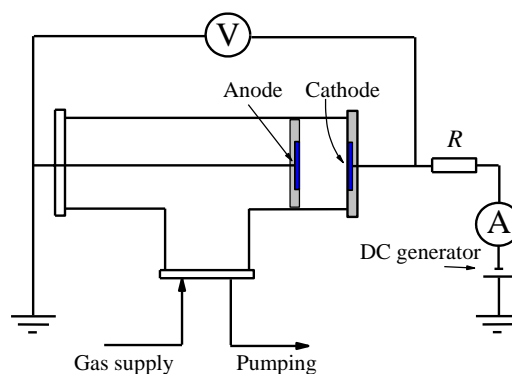 V
Anode
Cathode
R
A
DC generator
Gas supply
Pumping